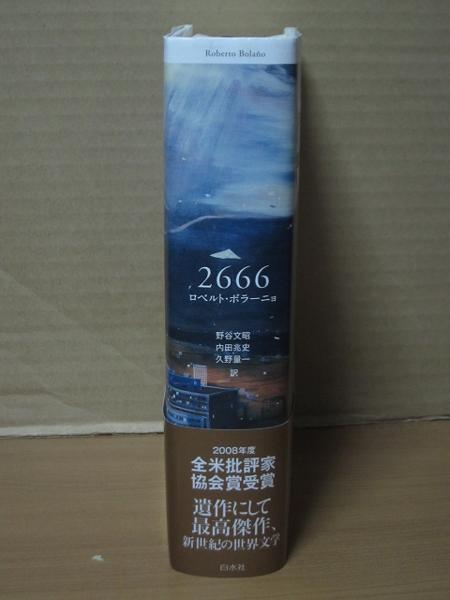 Roberto Bolaño
2666
ロベルト・ボラーニョ
野谷文昭
内田兆史
久野量一
訳
2008年度
全米批評家
協会賞受賞
遺作にして
最高傑作、
新世紀の世界文学
白水社